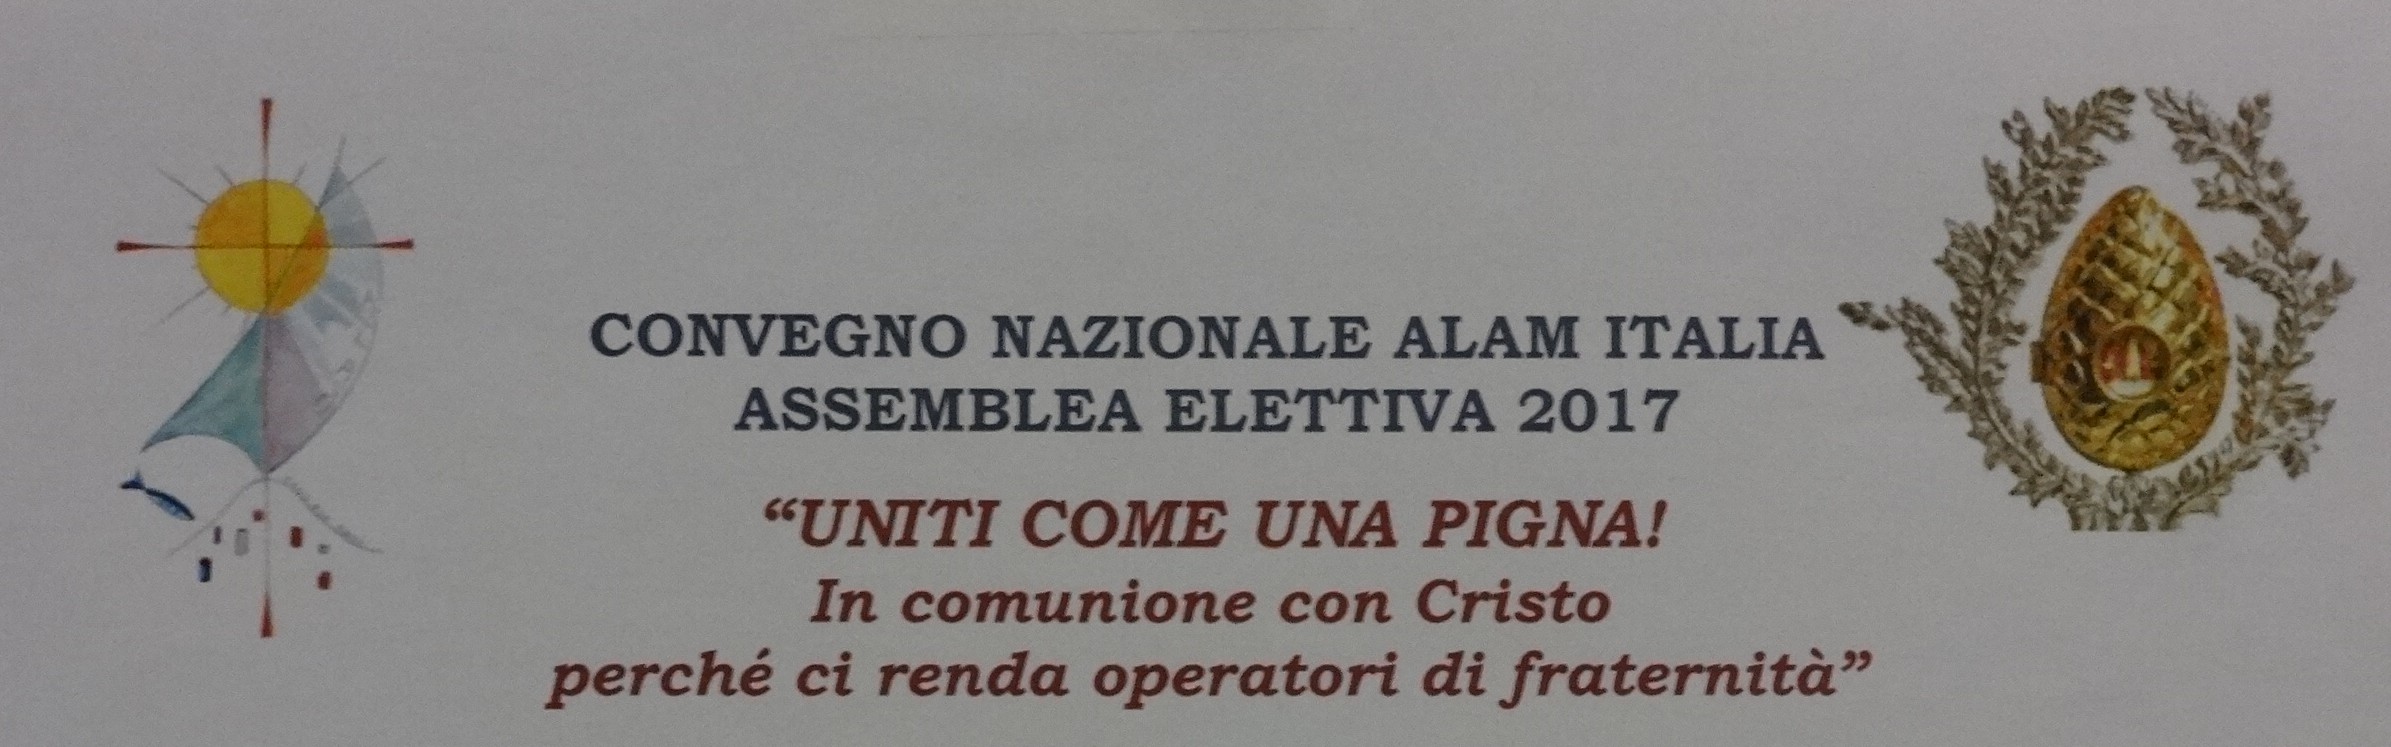 CONVEGNO NAZIONALE ALAM ITALIA
ASSEMBLEA ELETTIVA 2017
“UNITI COME UNA PIGNA!
In comunione con Cristo
perché ci renda operatori di fraternità”